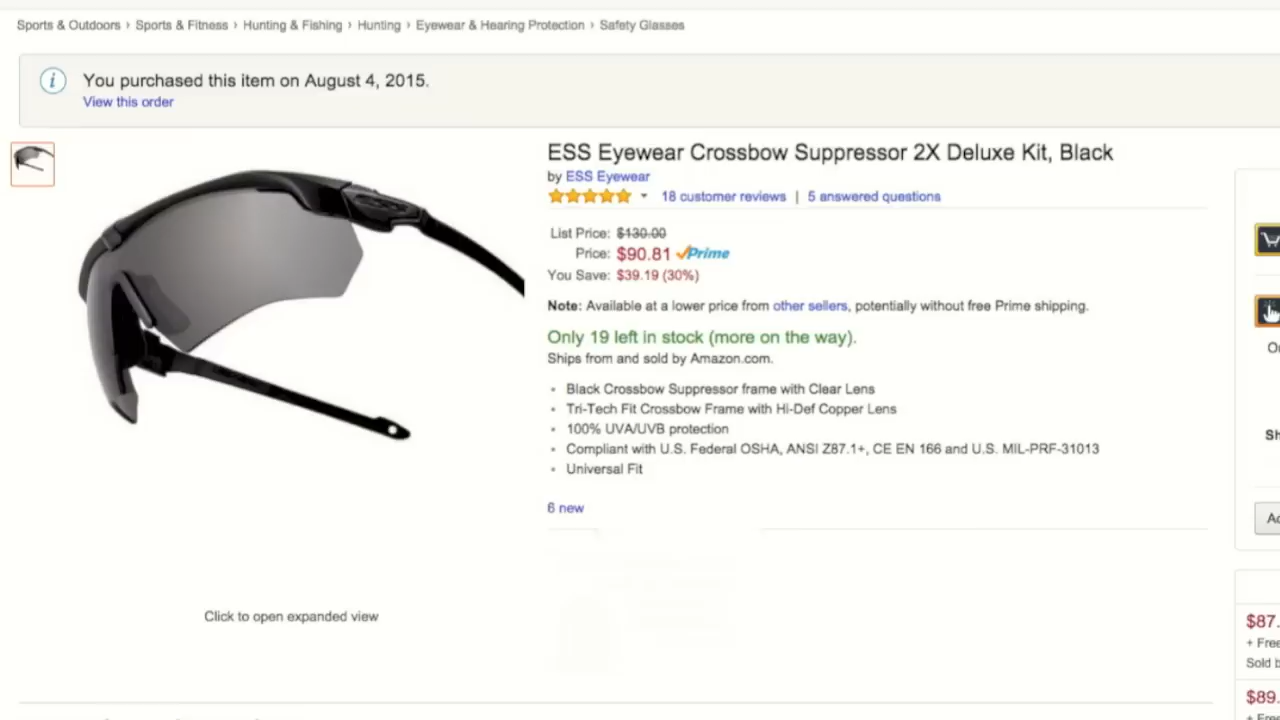 Sports & Outdoors › Sports & Fitness › Hunting & Fishing › Hunting › Eyewear & Hearing Protection › Safety Glasses
You purchased this item on August 4, 2015.
View this order
ESS Eyewear Crossbow Suppressor 2X Deluxe Kit, Black
by ESS Eyewear
18 customer reviews | 5 answered questions
List Price: $130.00
Price: $90.81 Prime
You Save: $39.19 (30%)
Note: Available at a lower price from other sellers, potentially without free Prime shipping.
Only 19 left in stock (more on the way).
Ships from and sold by Amazon.com.
• Black Crossbow Suppressor frame with Clear Lens
• Tri-Tech Fit Crossbow Frame with Hi-Def Copper Lens
• 100% UVA/UVB protection
• Compliant with U.S. Federal OSHA, ANSI Z87.1+, CE EN 166 and U.S. MIL-PRF-31013
• Universal Fit
6 new
Click to open expanded view
$87.
+ Free
Sold b
$89.